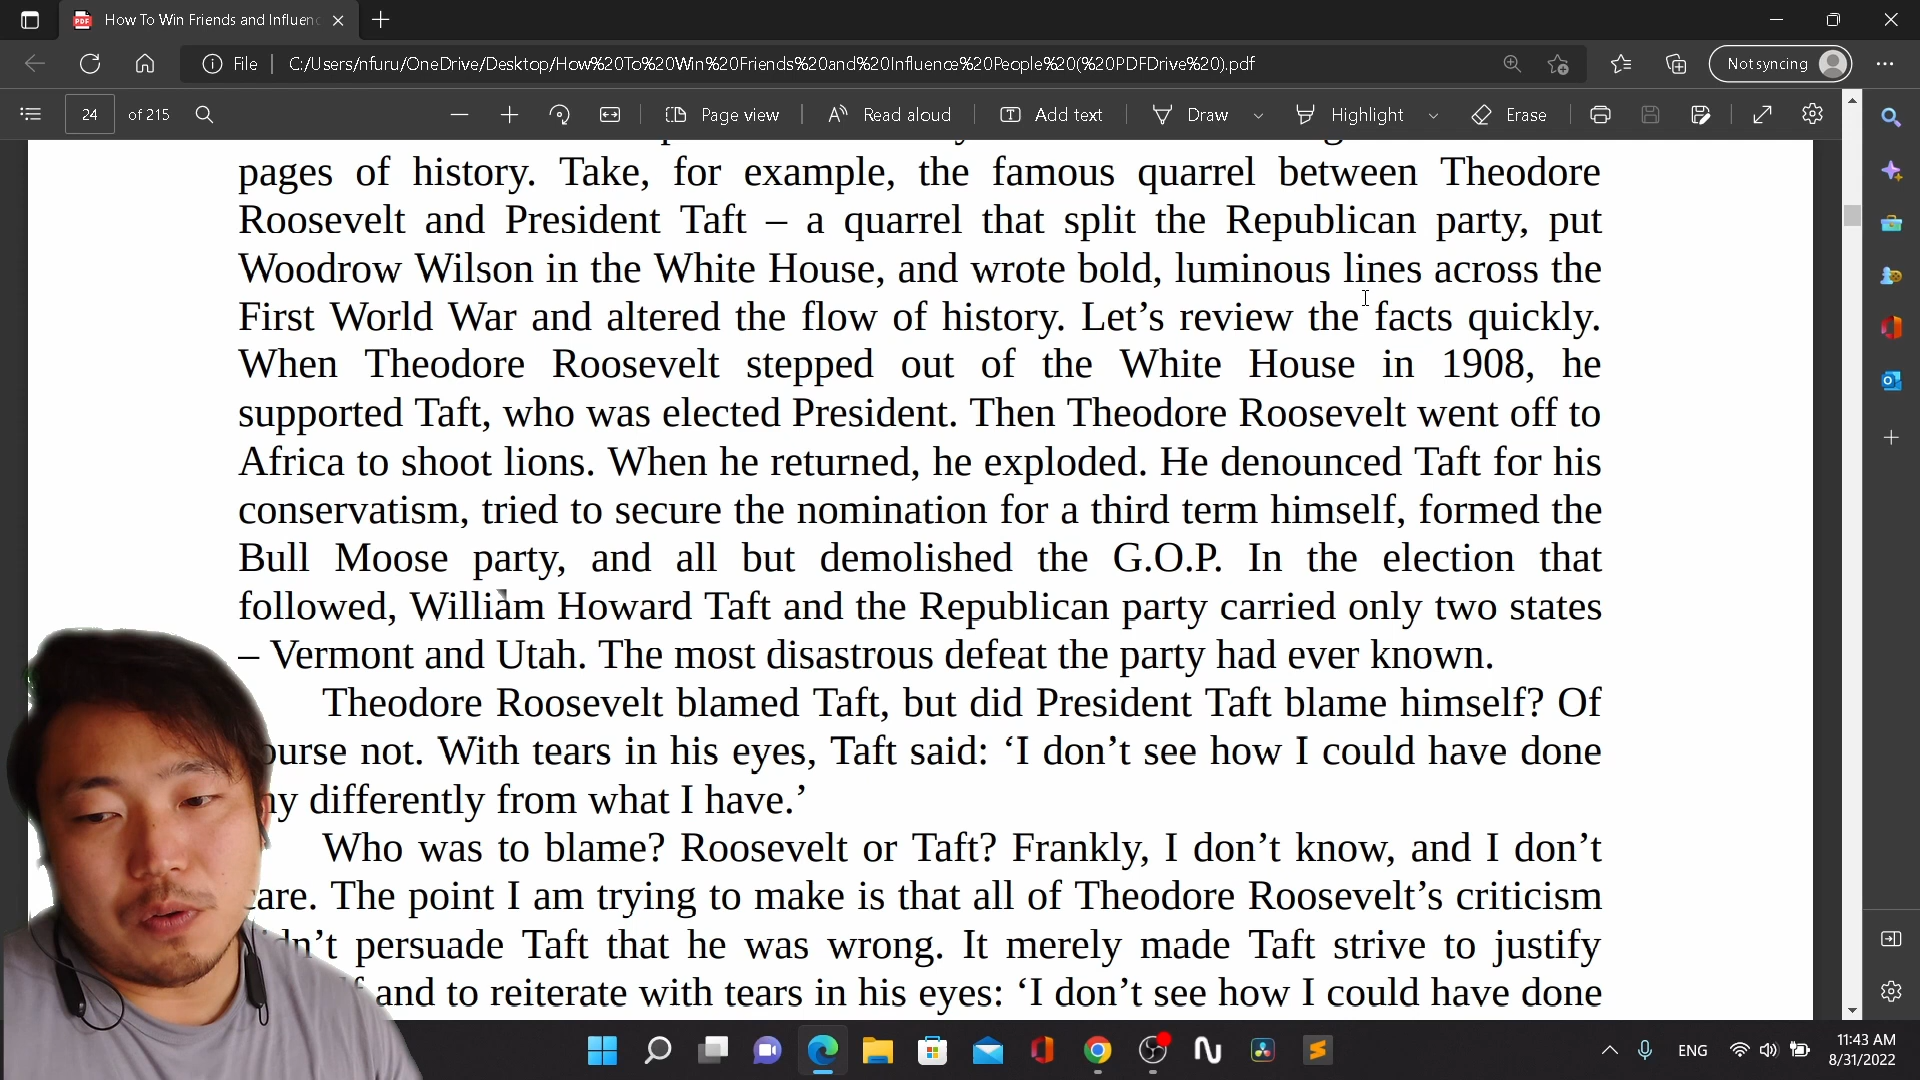 How To Win Friends and Influenc
File
C:/Users/nfuru/OneDrive/Desktop/How%20To%20Win%20Friends%20and%20Influence%20People%20(%20PDFDrive%20).pdf
Not syncing
24 of 215
Page view
Read aloud
Add text
Draw
Highlight
Erase
pages of history. Take, for example, the famous quarrel between Theodore
Roosevelt and President Taft – a quarrel that split the Republican party, put
Woodrow Wilson in the White House, and wrote bold, luminous lines across the
First World War and altered the flow of history. Let’s review the facts quickly.
When Theodore Roosevelt stepped out of the White House in 1908, he
supported Taft, who was elected President. Then Theodore Roosevelt went off to
Africa to shoot lions. When he returned, he exploded. He denounced Taft for his
conservatism, tried to secure the nomination for a third term himself, formed the
Bull Moose party, and all but demolished the G.O.P. In the election that
followed, William Howard Taft and the Republican party carried only two states
– Vermont and Utah. The most disastrous defeat the party had ever known.
Theodore Roosevelt blamed Taft, but did President Taft blame himself? Of
ourse not. With tears in his eyes, Taft said: ‘I don’t see how I could have done
ny differently from what I have.’
Who was to blame? Roosevelt or Taft? Frankly, I don’t know, and I don’t
care. The point I am trying to make is that all of Theodore Roosevelt’s criticism
idn’t persuade Taft that he was wrong. It merely made Taft strive to justify
and to reiterate with tears in his eyes: ‘I don’t see how I could have done
ENG
11:43 AM
8/31/2022